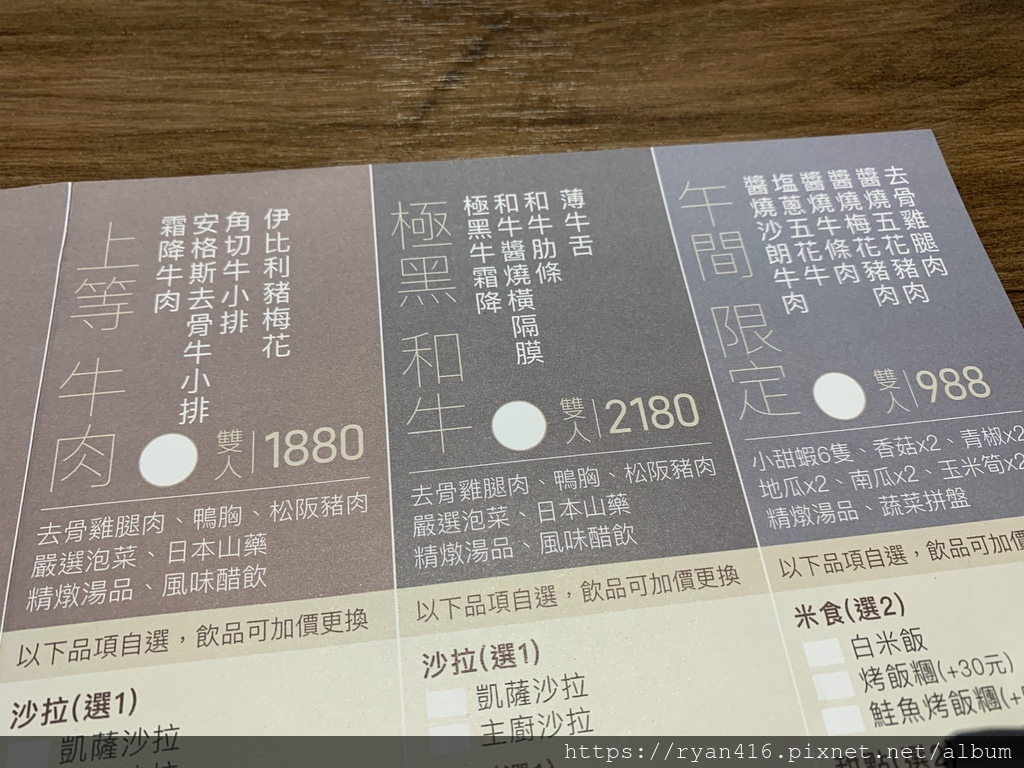 上等牛肉
伊比利豬梅花
角切牛小排
安格斯去骨牛小排
霜降牛肉
雙人|1880
去骨雞腿肉、鴨胸、松阪豬肉
嚴選泡菜、日本山藥
精燉湯品、風味醋飲
以下品項自選，飲品可加價更換
沙拉(選1)
凱薩沙拉
極黑和牛
薄牛舌
和牛肋條
和牛醬燒橫隔膜
極黑牛霜降
雙人|2180
去骨雞腿肉、鴨胸、松阪豬肉
嚴選泡菜、日本山藥
精燉湯品、風味醋飲
以下品項自選，飲品可加價更換
沙拉(選1)
凱薩沙拉
主廚沙拉
午間限定
去骨雞腿肉
醬燒五花豬肉
醬燒梅花豬肉
醬燒牛條肉
塩蔥五花牛
醬燒沙朗牛肉
雙人|988
小甜蝦6隻、香菇x2、青椒x2
地瓜x2、南瓜x2、玉米筍x2
精燉湯品、蔬菜拼盤
以下品項自選，飲品可加價
米食(選2)
白米飯
烤飯糰(+30元)
鮭魚烤飯糰(+
https://ryan416.pixnet.net/album